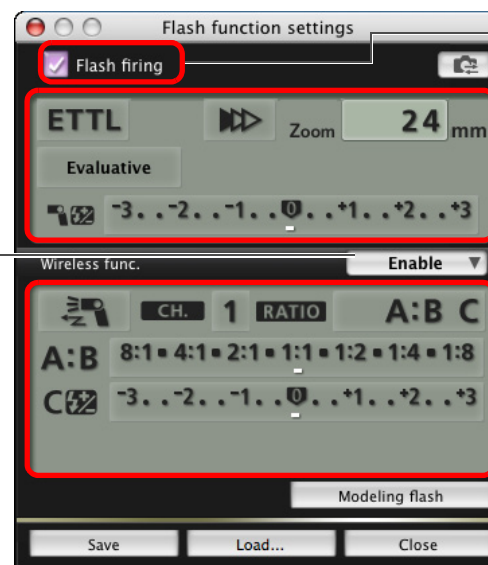 Flash function settings
Flash firing
ETTL Zoom 24 mm
Evaluative
-3. . -2. . -1. . 0. . +1. . +2. . +3
Wireless func. Enable
CH. 1 RATIO A:B C
A:B 8:1 ▪ 4:1 ▪ 2:1 ▪ 1:1 ▪ 1:2 ▪ 1:4 ▪ 1:8
C -3. . -2. . -1. . 0. . +1. . +2. . +3
Modeling flash
Save Load... Close